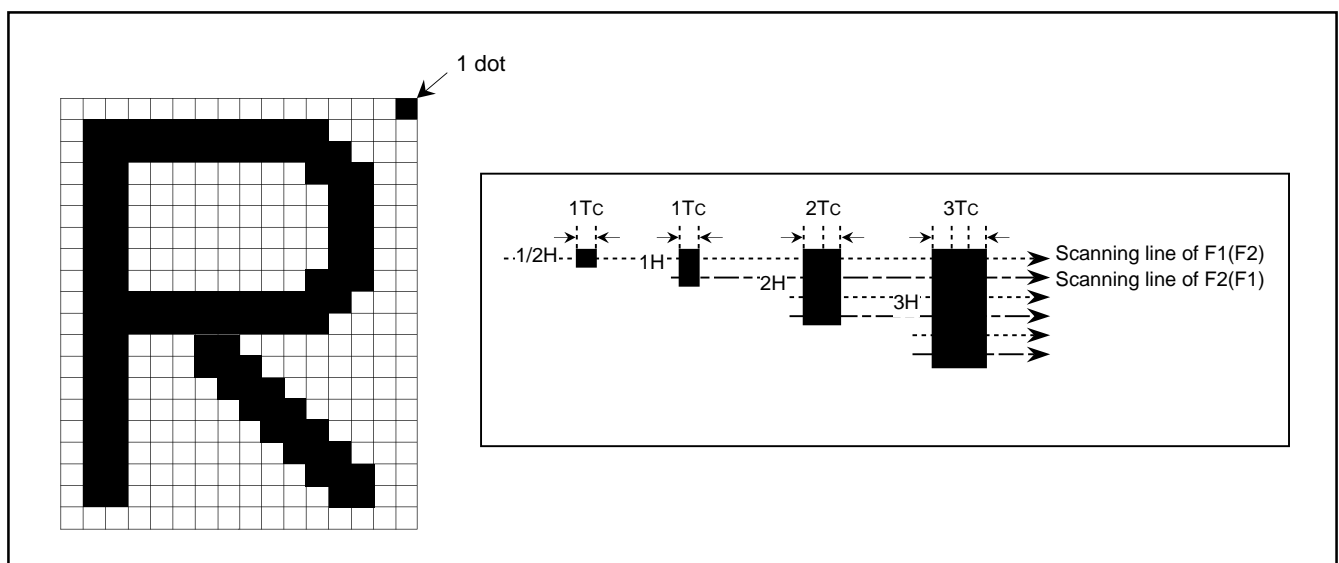 1 dot
1TC 1TC 2TC 3TC
1/2H Scanning line of F1(F2)
1H Scanning line of F2(F1)
2H
3H